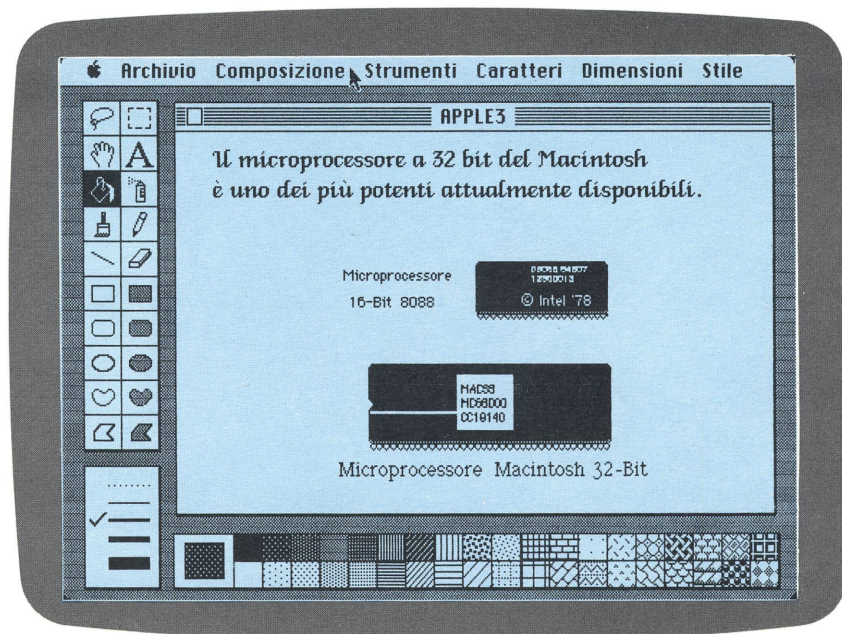 Archivio Composizione Strumenti Caratteri Dimensioni Stile
APPLE3
A
Il microprocessore a 32 bit del Macintosh
è uno dei più potenti attualmente disponibili.
Microprocessore
16-Bit 8088
© Intel '78
MAC98
MC68000
CC10140
Microprocessore Macintosh 32-Bit